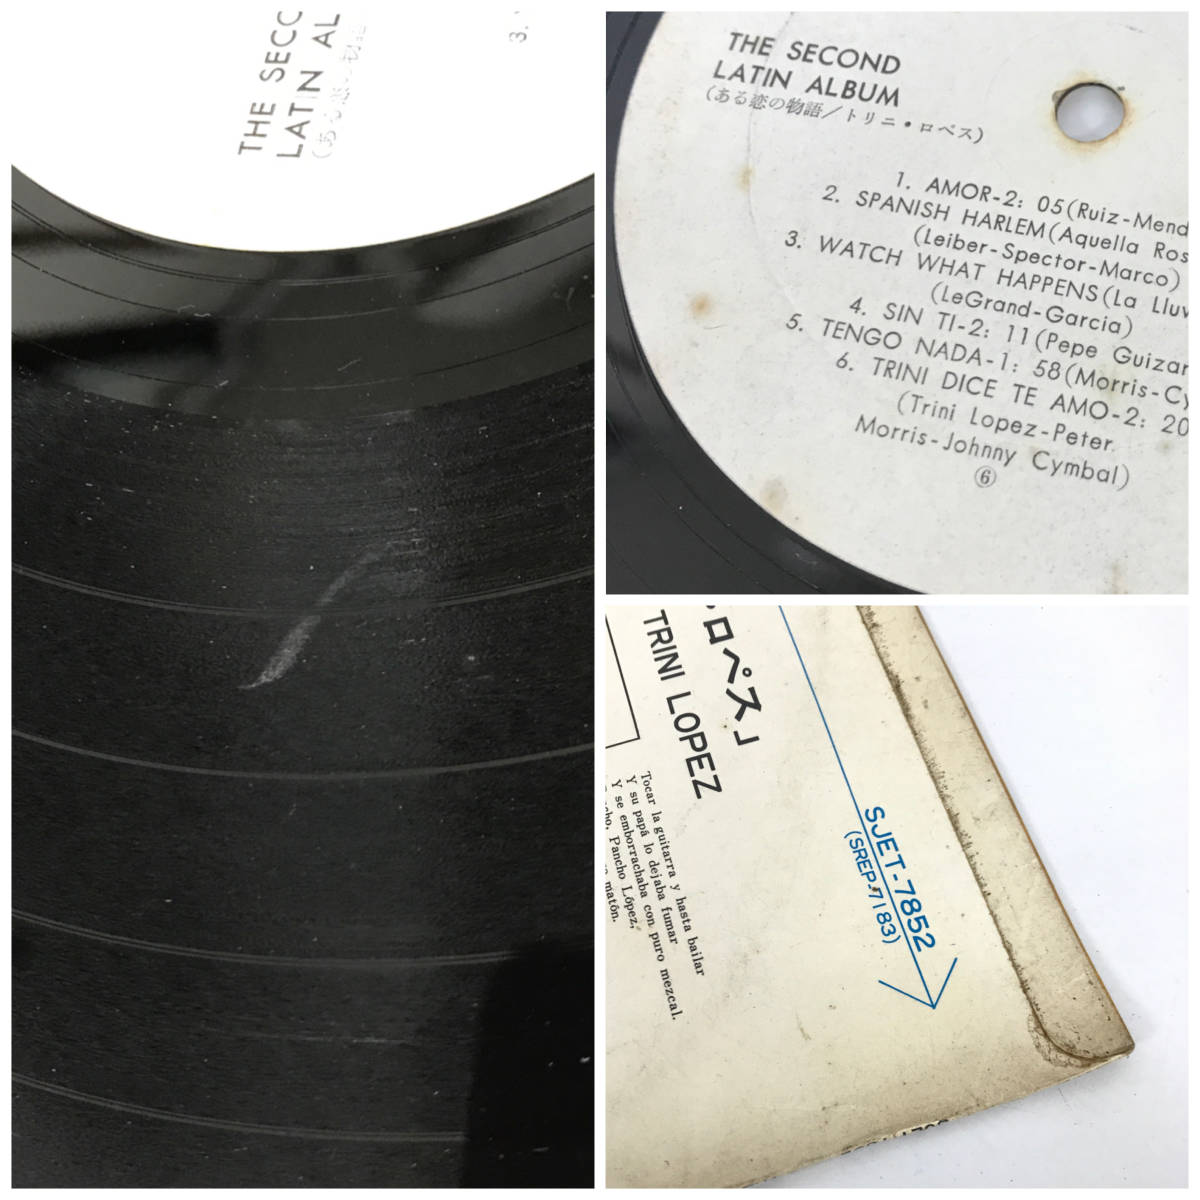 THE SECO
LATIN AL
3.
THE SECOND
LATIN ALBUM
(ある恋の物語/トリニ・ロペス)
1. AMOR-2: 05(Ruiz-Mend
2. SPANISH HARLEM(Aquella Ros
(Leiber-Spector-Marco)
3. WATCH WHAT HAPPENS(La Lluv
(LeGrand-Garcia)
4. SIN TI-2: 11(Pepe Guizar
5. TENGO NADA-1: 58(Morris-Cy
6. TRINI DICE TE AMO-2: 20
(Trini Lopez-Peter
Morris-Johnny Cymbal)
⑥
・ロペス」
TRINI LOPEZ
Tocar la guitarra y hasta bailar
Y su papá lo dejaba fumar
Y se emborrachaba con puro mezcal.
cho, Pancho López,
matón.
SJET-7852
(SREP-7183)